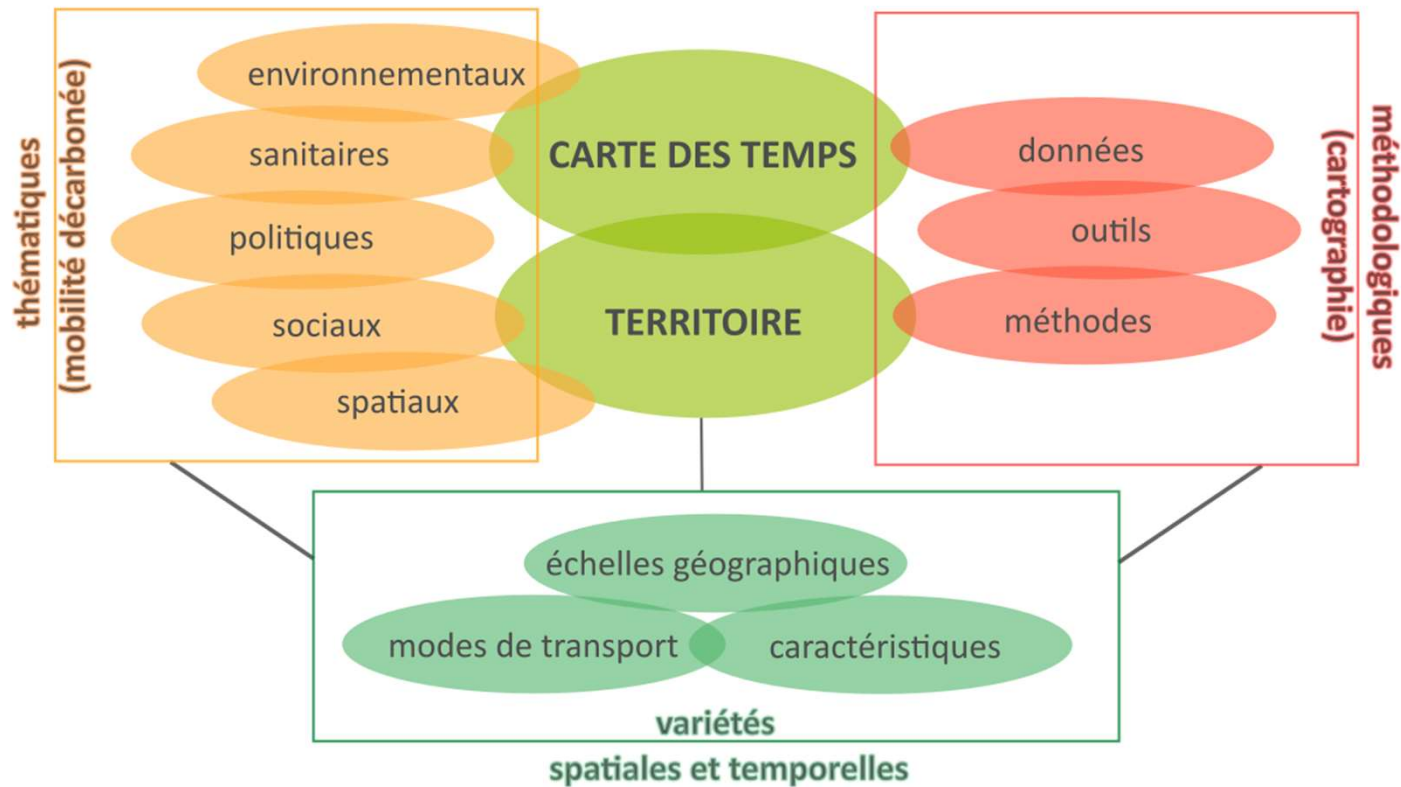 thématiques
(mobilité décarbonée)
environnementaux
sanitaires
politiques
sociaux
spatiaux
CARTE DES TEMPS
TERRITOIRE
données
outils
méthodes
méthodologiques
(cartographie)
échelles géographiques
modes de transport
caractéristiques
variétés
spatiales et temporelles